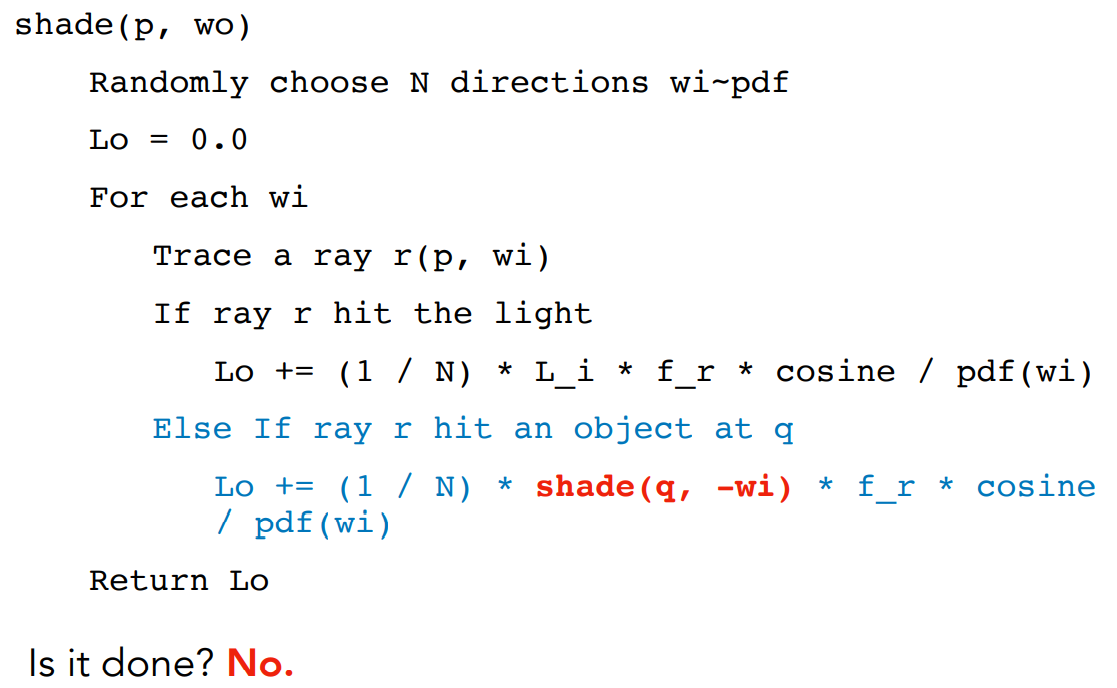 shade(p, wo)
Randomly choose N directions wi~pdf
Lo = 0.0
For each wi
Trace a ray r(p, wi)
If ray r hit the light
Lo += (1 / N) * L_i * f_r * cosine / pdf(wi)
Else If ray r hit an object at q
Lo += (1 / N) * shade(q, -wi) * f_r * cosine
/ pdf(wi)
Return Lo
Is it done? No.